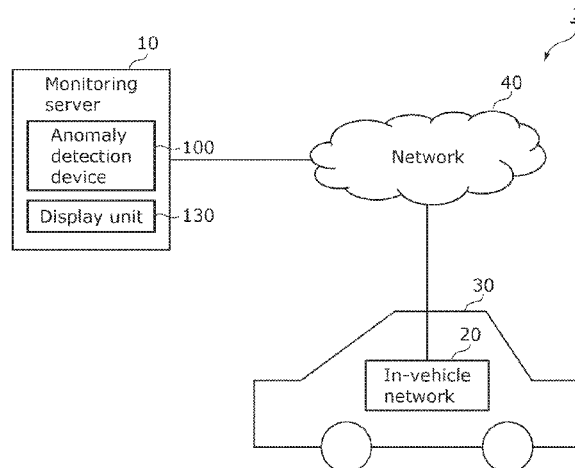 10
Monitoring
server
Anomaly
detection
device
100
Display unit
130
40
Network
30
20
In-vehicle
network